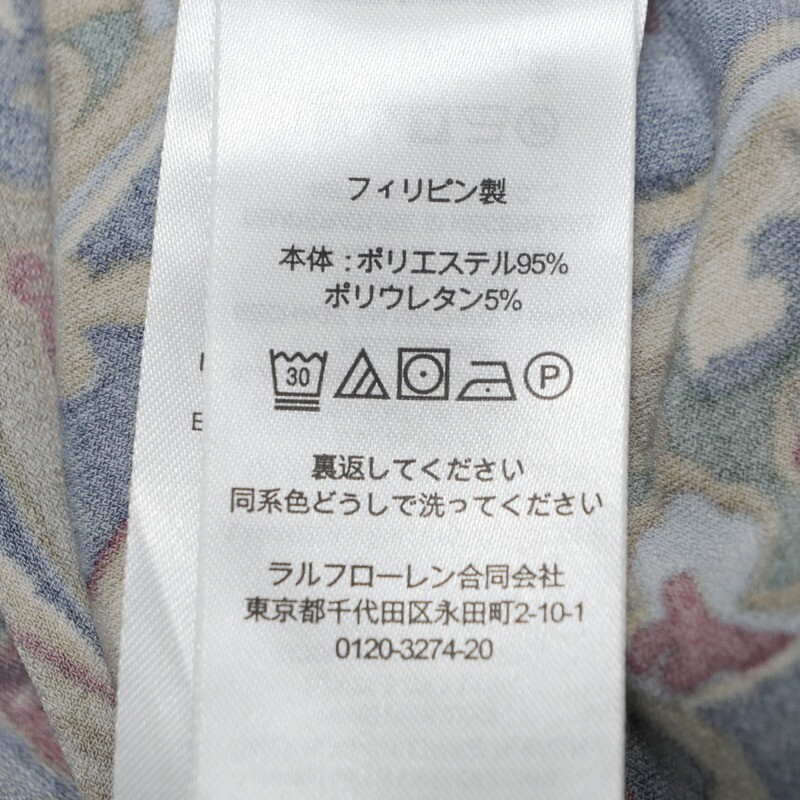 フィリピン製
本体 : ポリエステル95%
ポリウレタン5%
30 P
裏返してください
同系色どうしで洗ってください
ラルフローレン合同会社
東京都千代田区永田町2-10-1
0120-3274-20